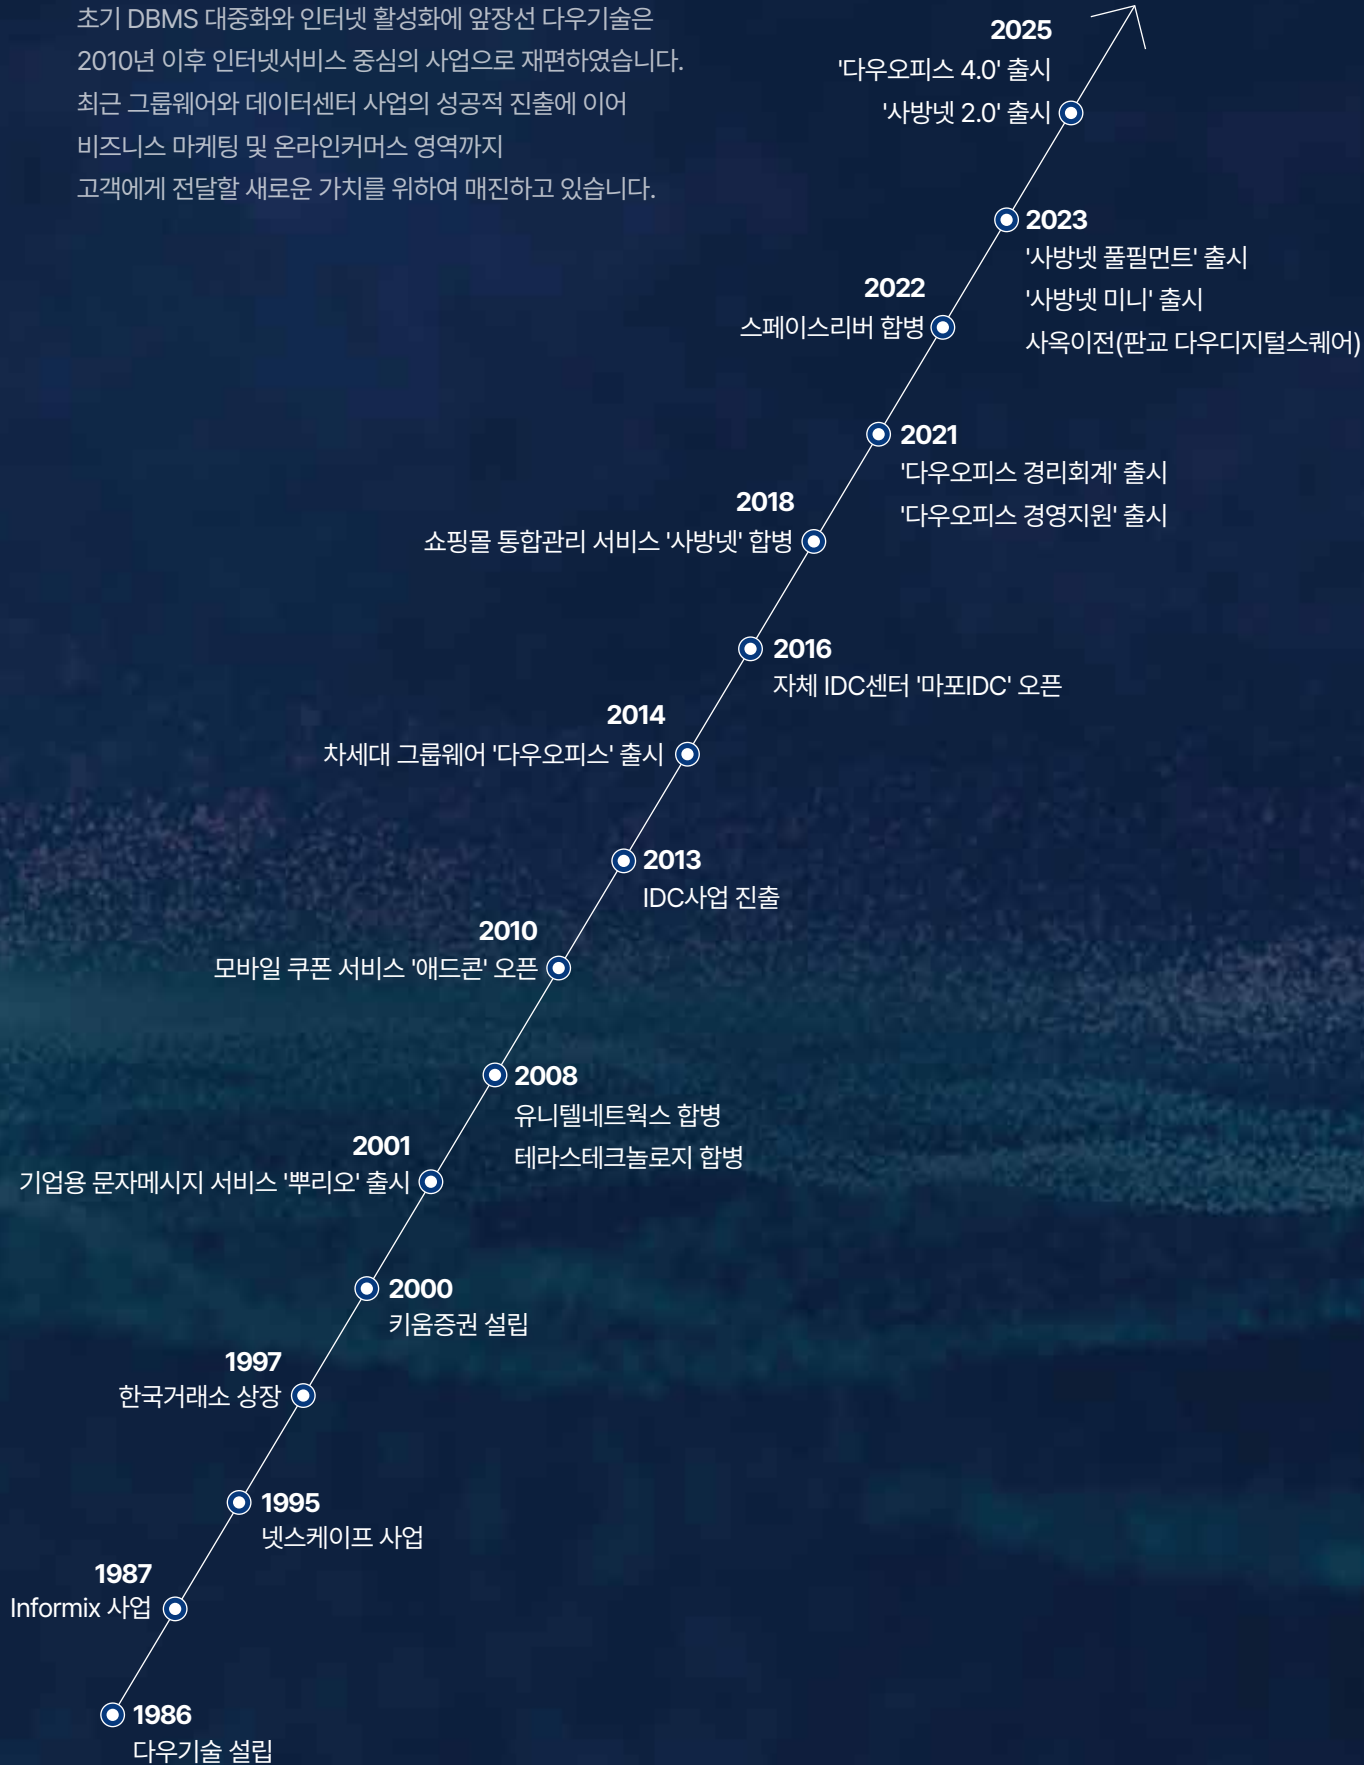 초기 DBMS 대중화와 인터넷 활성화에 앞장선 다우기술은
2010년 이후 인터넷서비스 중심의 사업으로 재편하였습니다.
최근 그룹웨어와 데이터센터 사업의 성공적 진출에 이어
비즈니스 마케팅 및 온라인커머스 영역까지
고객에게 전달할 새로운 가치를 위하여 매진하고 있습니다.
2025
'다우오피스 4.0' 출시
'사방넷 2.0' 출시
2023
'사방넷 풀필먼트' 출시
'사방넷 미니' 출시
사옥이전(판교 다우디지털스퀘어)
2022
스페이스리버 합병
2021
'다우오피스 경리회계' 출시
'다우오피스 경영지원' 출시
2018
쇼핑몰 통합관리 서비스 '사방넷' 합병
2016
자체 IDC센터 '마포IDC' 오픈
2014
차세대 그룹웨어 '다우오피스' 출시
2013
IDC사업 진출
2010
모바일 쿠폰 서비스 '애드콘' 오픈
2008
유니텔네트웍스 합병
테라스테크놀로지 합병
2001
기업용 문자메시지 서비스 '뿌리오' 출시
2000
키움증권 설립
1997
한국거래소 상장
1995
넷스케이프 사업
1987
Informix 사업
1986
다우기술 설립